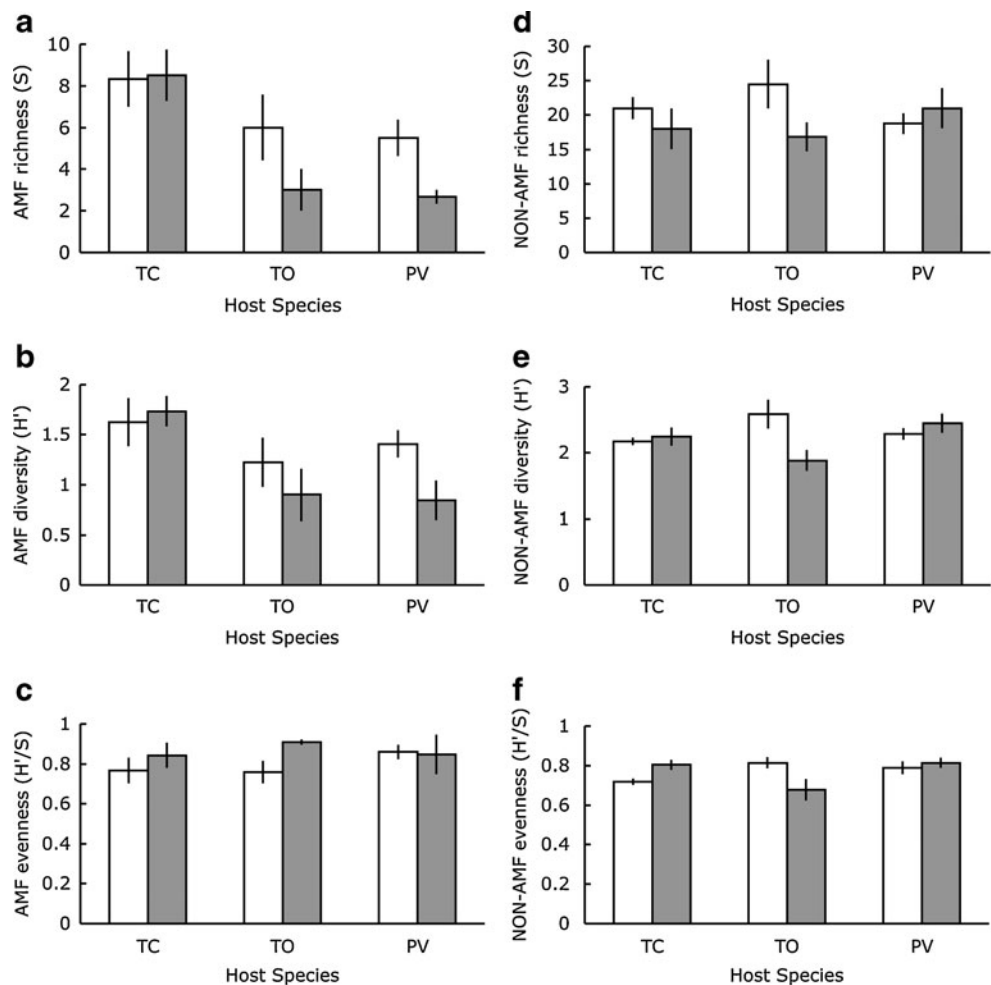 a
AMF richness (S)
10
8
6
4
2
0
TC TO PV
Host Species
b
AMF diversity (H')
2
1.5
1
0.5
0
TC TO PV
Host Species
c
AMF evenness (H'/S)
1
0.8
0.6
0.4
0.2
0
TC TO PV
Host Species
d
NON-AMF richness (S)
30
25
20
15
10
5
0
TC TO PV
Host Species
e
NON-AMF diversity (H')
3
2
1
0
TC TO PV
Host Species
f
NON-AMF evenness (H'/S)
1
0.8
0.6
0.4
0.2
0
TC TO PV
Host Species